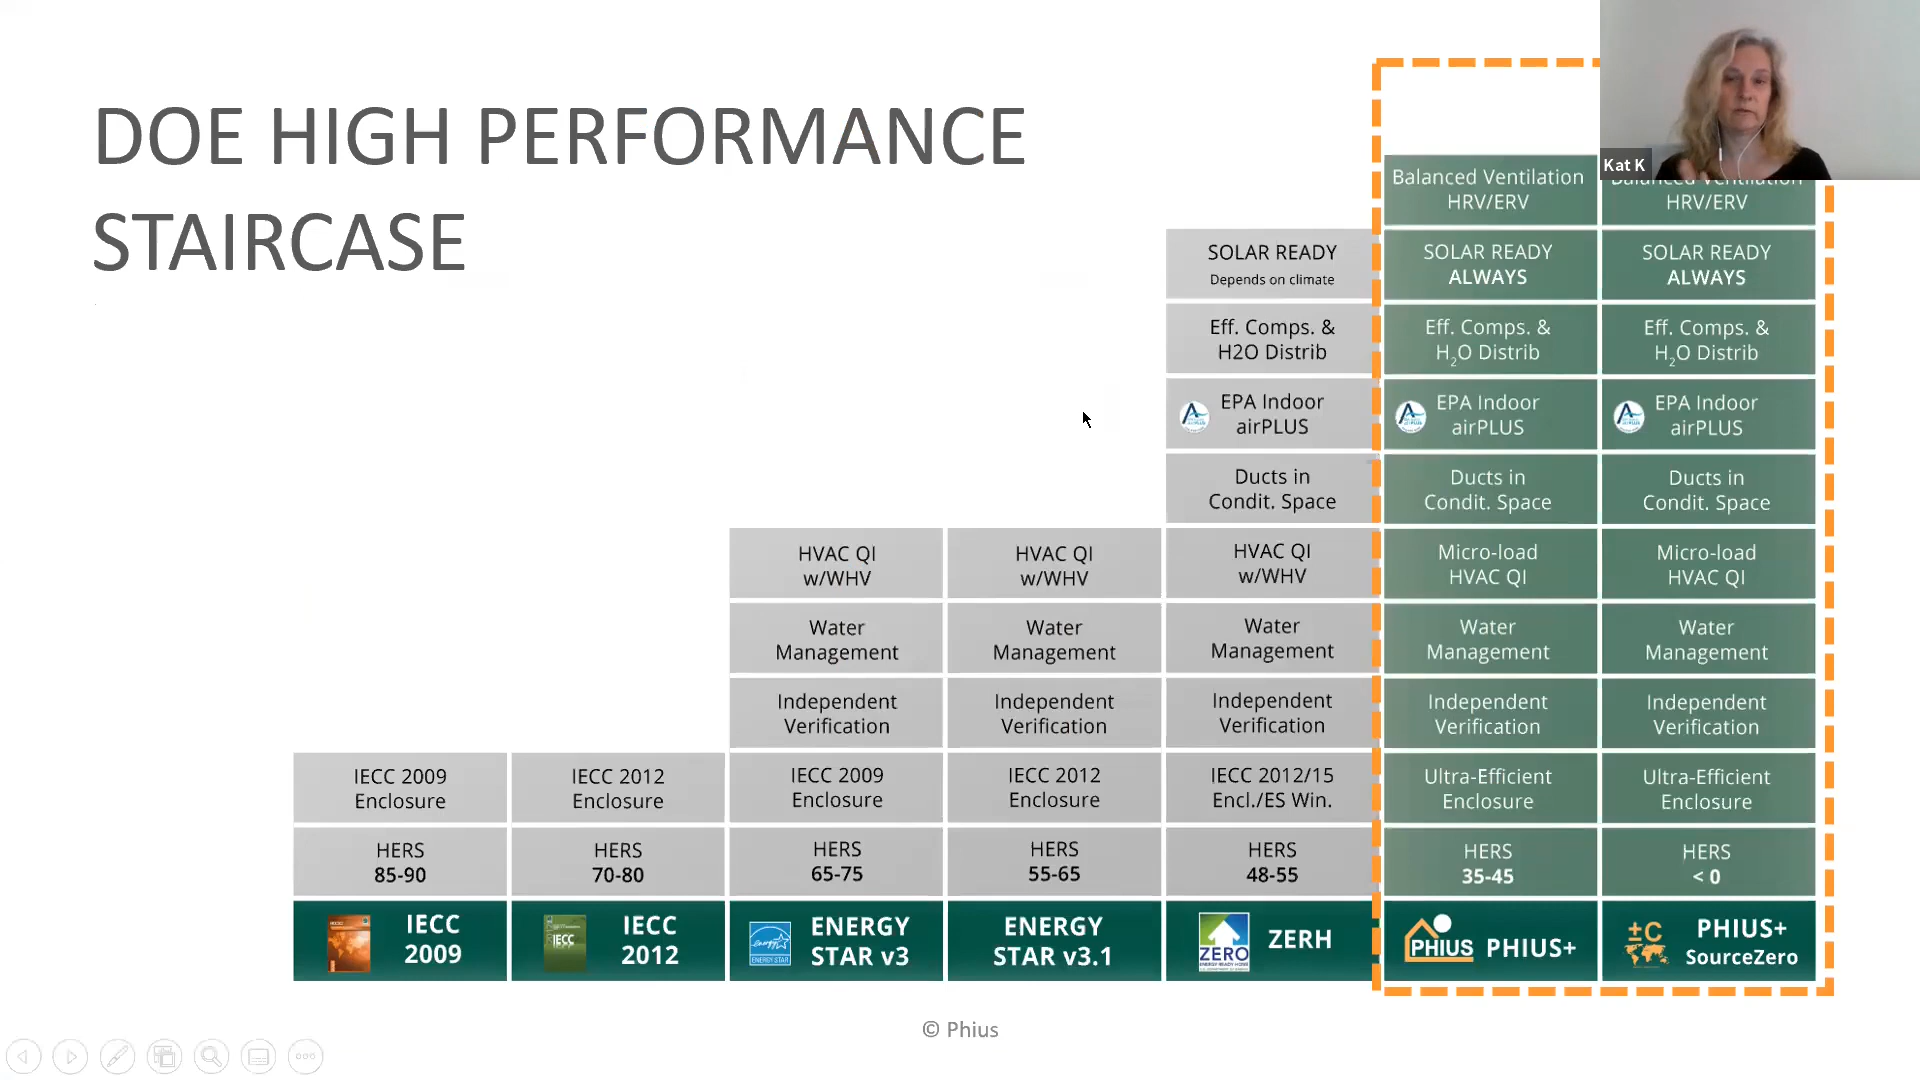 DOE HIGH PERFORMANCE
STAIRCASE
Kat K
Balanced Ventilation
HRV/ERV
Balanced Ventilation
HRV/ERV
SOLAR READY
Depends on climate
SOLAR READY
ALWAYS
SOLAR READY
ALWAYS
Eff. Comps. &
H2O Distrib
Eff. Comps. &
H₂O Distrib
Eff. Comps. &
H₂O Distrib
EPA Indoor
airPLUS
EPA Indoor
airPLUS
EPA Indoor
airPLUS
Ducts in
Condit. Space
Ducts in
Condit. Space
Ducts in
Condit. Space
HVAC QI
w/WHV
HVAC QI
w/WHV
HVAC QI
w/WHV
Micro-load
HVAC QI
Micro-load
HVAC QI
Water
Management
Water
Management
Water
Management
Water
Management
Water
Management
Independent
Verification
Independent
Verification
Independent
Verification
Independent
Verification
Independent
Verification
IECC 2009
Enclosure
IECC 2012
Enclosure
IECC 2009
Enclosure
IECC 2012
Enclosure
IECC 2012/15
Encl./ES Win.
Ultra-Efficient
Enclosure
Ultra-Efficient
Enclosure
HERS
85-90
HERS
70-80
HERS
65-75
HERS
55-65
HERS
48-55
HERS
35-45
HERS
< 0
IECC
2009
IECC
IECC
2012
energy
ENERGY STAR
ENERGY
STAR v3
ENERGY
STAR v3.1
ZERO
ZERH
PHIUS
PHIUS+
±C
PHIUS+
SourceZero
© Phius